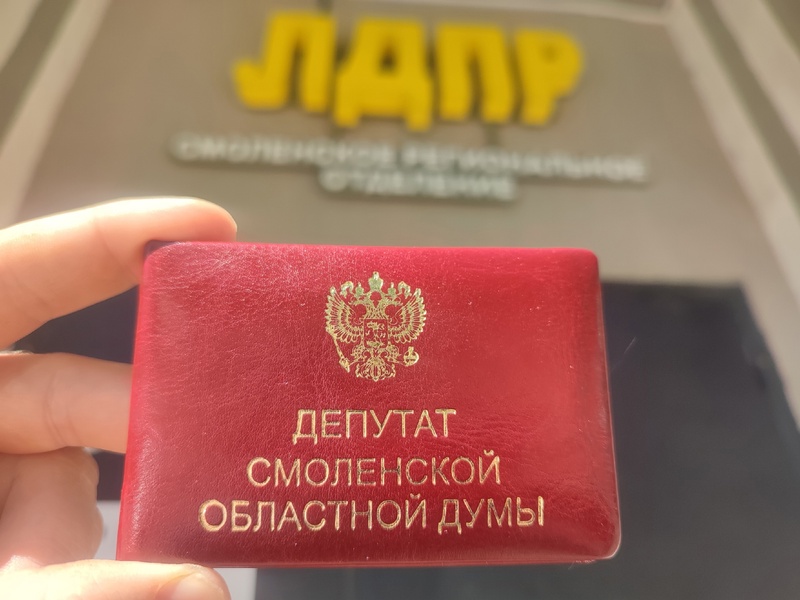 ЛДПР
СМОЛЕНСКОЕ РЕГИОНАЛЬНОЕ
ОТДЕЛЕНИЕ
ДЕПУТАТ
СМОЛЕНСКОЙ
ОБЛАСТНОЙ ДУМЫ